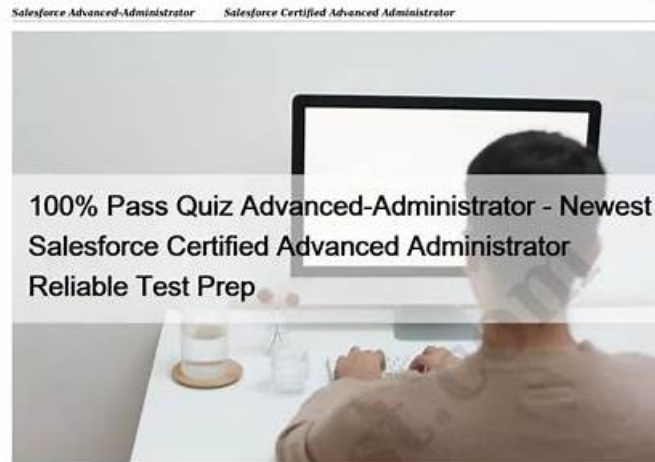 Salesforce Advanced-Administrator Salesforce Certified Advanced Administrator
100% Pass Quiz Advanced-Administrator - Newest
Salesforce Certified Advanced Administrator
Reliable Test Prep